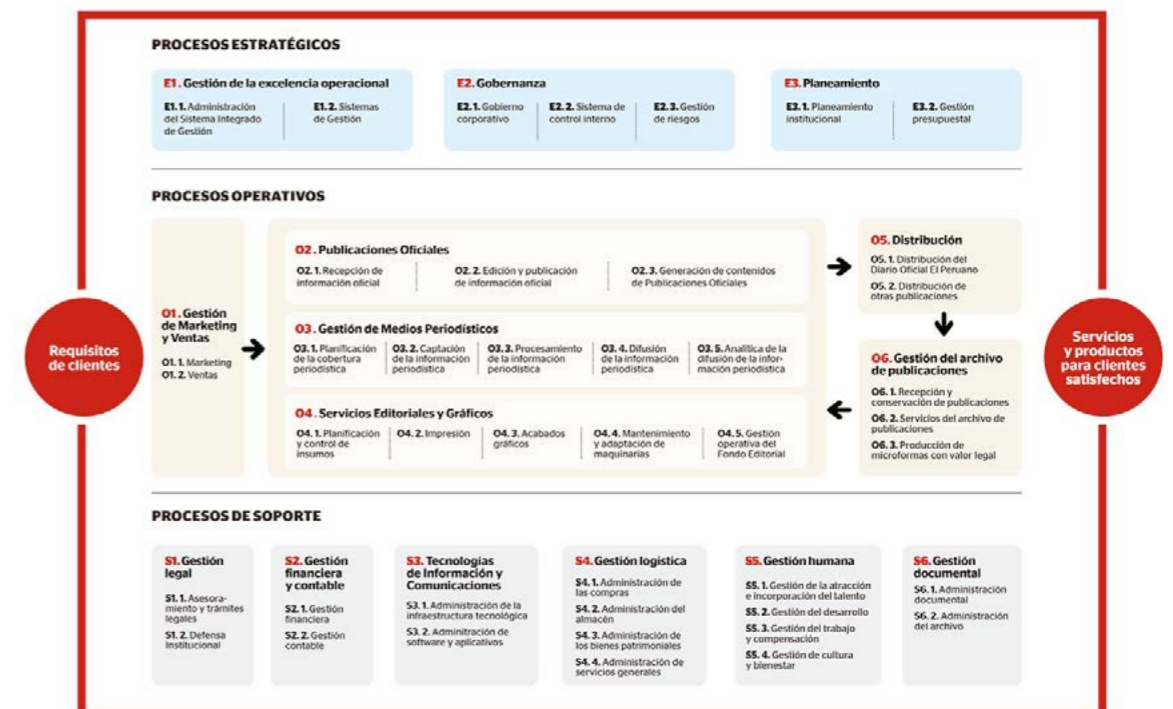 PROCESOS ESTRATÉGICOS
E1. Gestión de la excelencia operacional
E1.1. Administración
del Sistema Integrado
de Gestión
E1.2. Sistemas
de Gestión
E2. Gobernanza
E2.1. Gobierno
corporativo
E2.2. Sistema de
control interno
E2.3. Gestión
de riesgos
E3. Planeamiento
E3.1. Planeamiento
institucional
E3.2. Gestión
presupuestal
PROCESOS OPERATIVOS
Requisitos
de clientes
O1. Gestión
de Marketing
y Ventas
O1.1. Marketing
O1.2. Ventas
O2. Publicaciones Oficiales
O2.1. Recepción de
información oficial
O2.2. Edición y publicación
de información oficial
O2.3. Generación de contenidos
de Publicaciones Oficiales
O3. Gestión de Medios Periodísticos
O3.1. Planificación
de la cobertura
periodística
O3.2. Captación
de la información
periodística
O3.3. Procesamiento
de la información
periodística
O3.4. Difusión
de la información
periodística
O3.5. Analítica de la
difusión de la infor-
mación periodística
O4. Servicios Editoriales y Gráficos
O4.1. Planificación
y control de
insumos
O4.2. Impresión
O4.3. Acabados
gráficos
O4.4. Mantenimiento
y adaptación de
maquinarias
O4.5. Gestión
operativa del
Fondo Editorial
O5. Distribución
O5.1. Distribución del
Diario Oficial El Peruano
O5.2. Distribución de
otras publicaciones
O6. Gestión del archivo
de publicaciones
O6.1. Recepción y
conservación de publicaciones
O6.2. Servicios del archivo de
publicaciones
O6.3. Producción de
microformas con valor legal
Servicios
y productos
para clientes
satisfechos
PROCESOS DE SOPORTE
S1. Gestión
legal
S1.1. Asesora-
miento y trámites
legales
S1.2. Defensa
Institucional
S2. Gestión
financiera
y contable
S2.1. Gestión
financiera
S2.2. Gestión
contable
S3. Tecnologías
de Información y
Comunicaciones
S3.1. Administración de la
infraestructura tecnológica
S3.2. Adminitración de
software y aplicativos
S4. Gestión logística
S4.1. Administración de
las compras
S4.2. Administración del
almacén
S4.3. Administración de
los bienes patrimoniales
S4.4. Administración de
servicios generales
S5. Gestión humana
S5.1. Gestión de la atracción
e incorporación del talento
S5.2. Gestión del desarrollo
S5.3. Gestión del trabajo
y compensación
S5.4. Gestión de cultura
y bienestar
S6. Gestión
documental
S6.1. Administración
documental
S6.2. Administración
del archivo